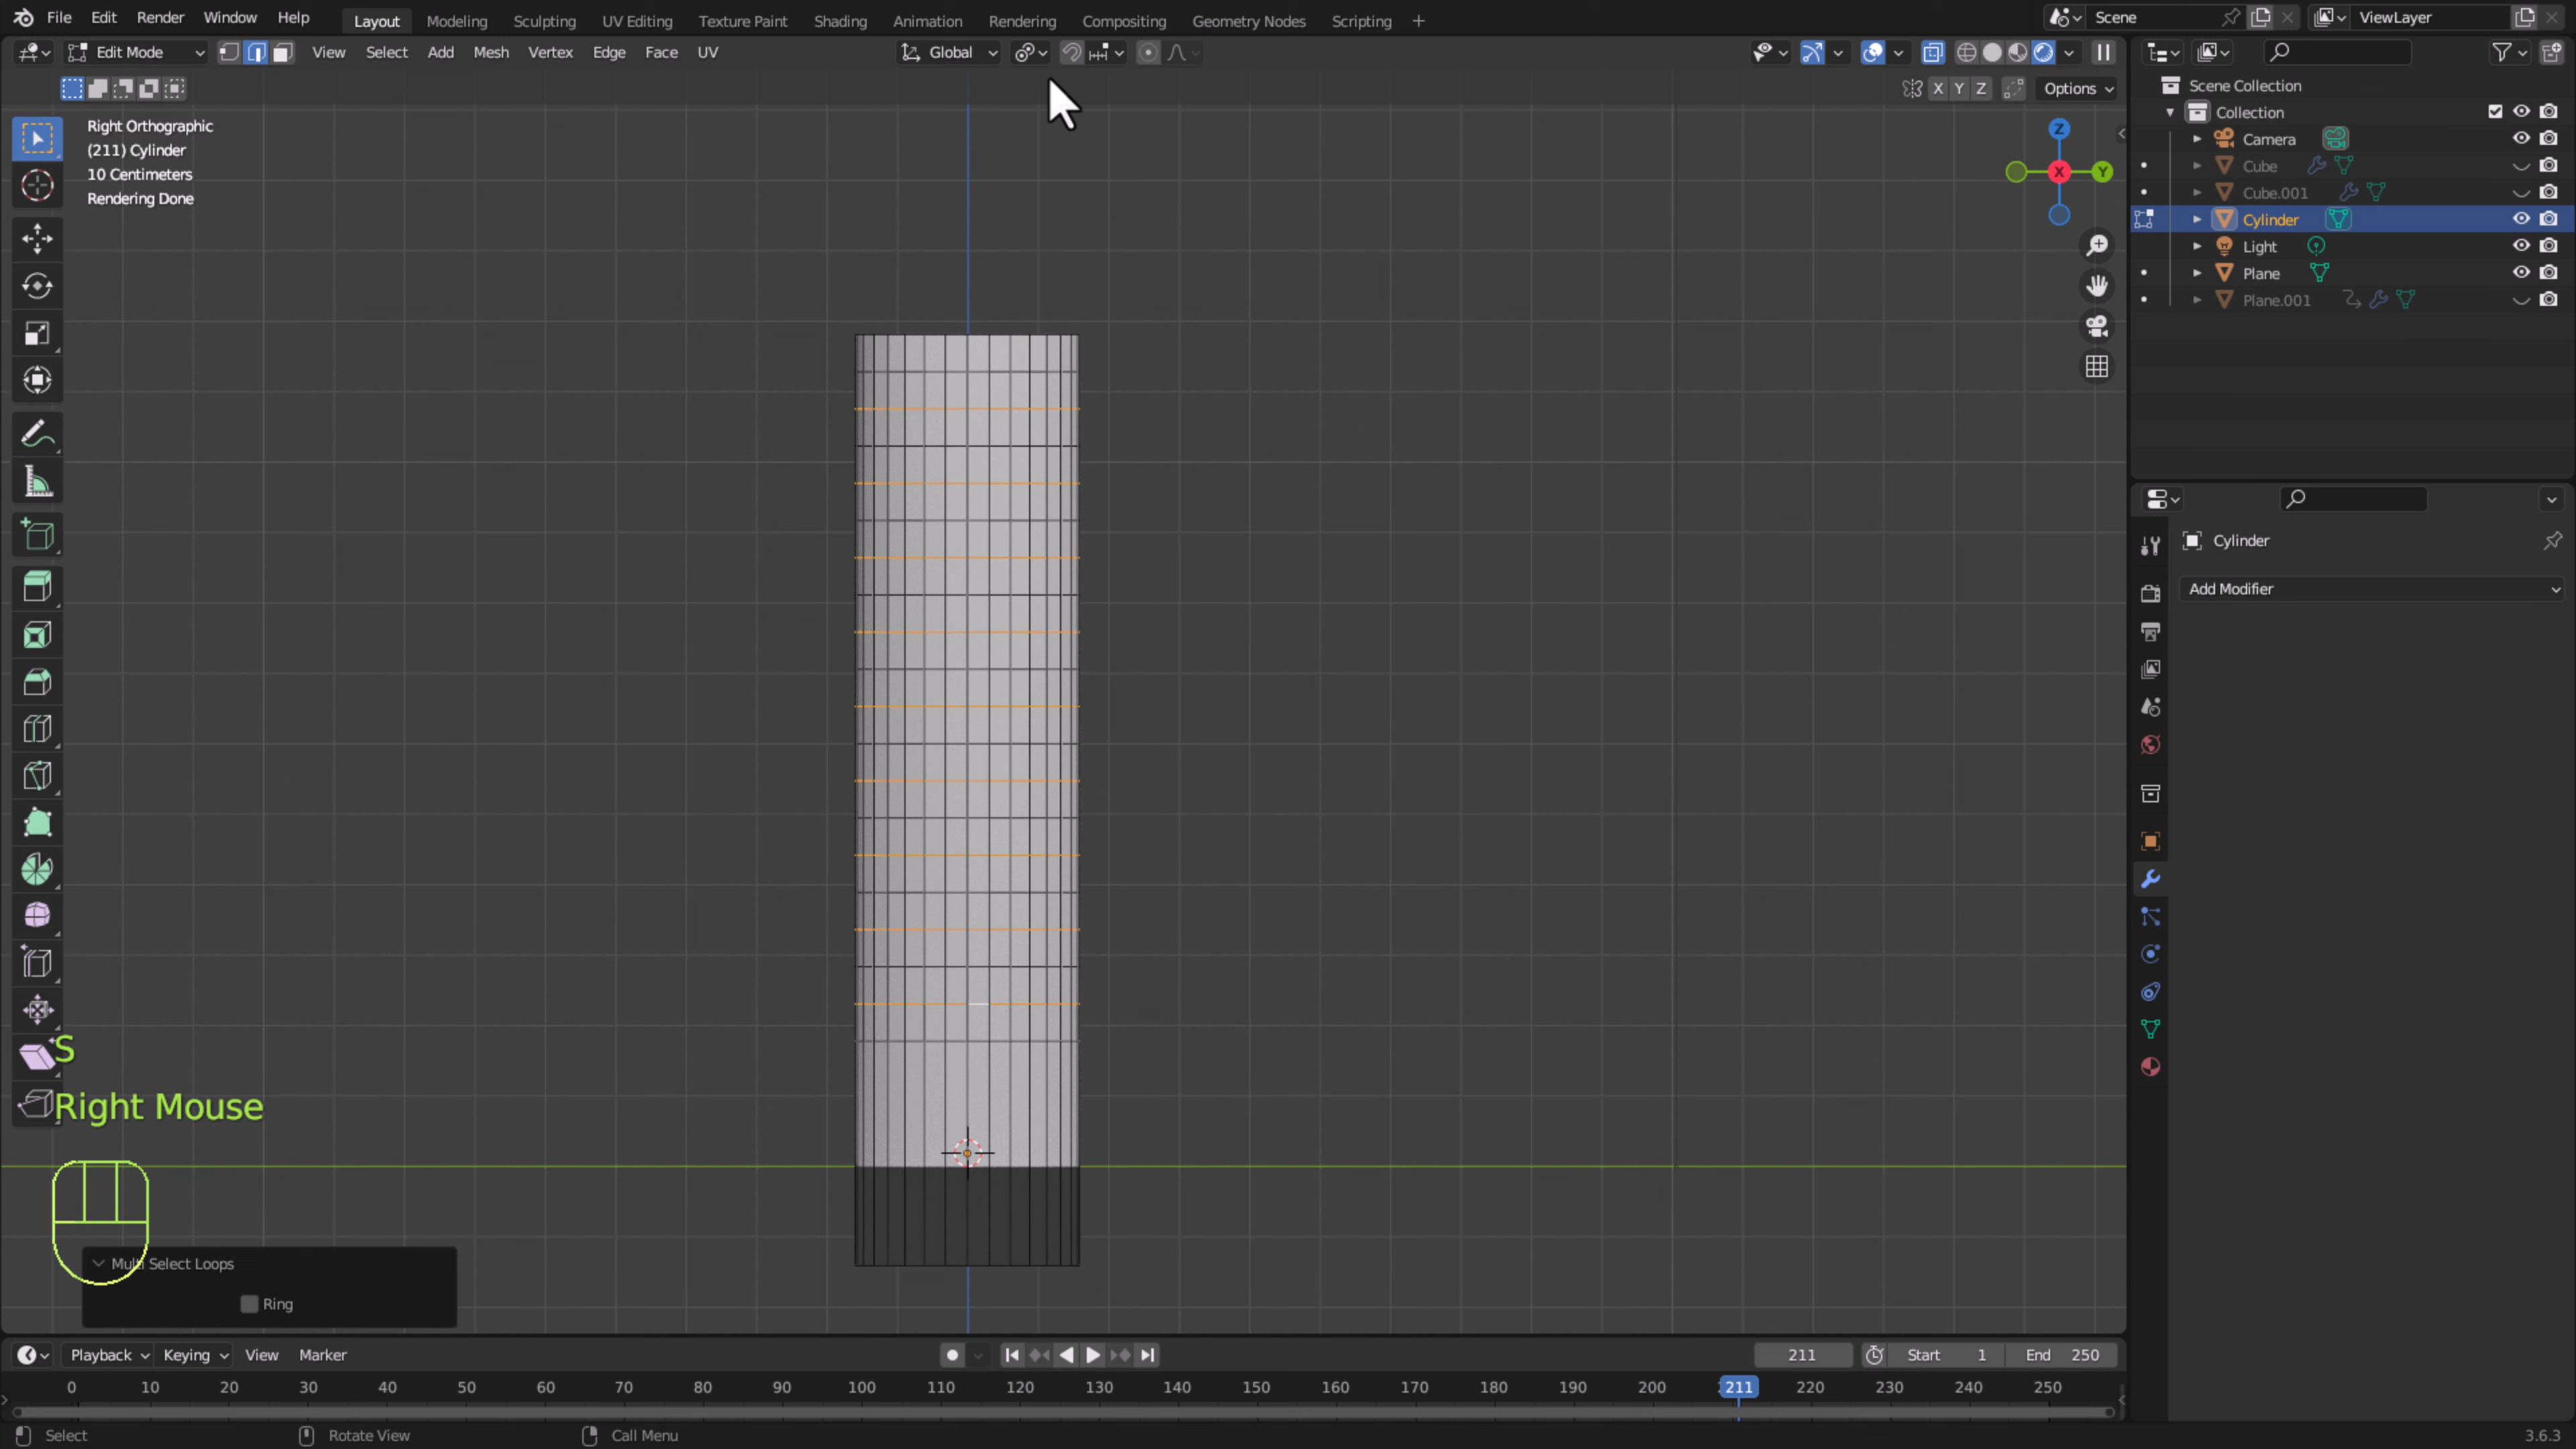 File Edit Render Window Help Layout Modeling Sculpting UV Editing Texture Paint Shading Animation Rendering Compositing Geometry Nodes Scripting + Scene ViewLayer
Edit Mode View Select Add Mesh Vertex Edge Face UV Global
X Y Z Options
Right Orthographic
(211) Cylinder
10 Centimeters
Rendering Done
Z
X
Y
Scene Collection
Collection
Camera
Cube
Cube.001
Cylinder
Light
Plane
Plane.001
Cylinder
Add Modifier
S
Right Mouse
Multi Select Loops
Ring
Playback Keying View Marker 211 Start 1 End 250
0 10 20 30 40 50 60 70 80 90 100 110 120 130 140 150 160 170 180 190 200 211 220 230 240 250
Select Rotate View Call Menu 3.6.3